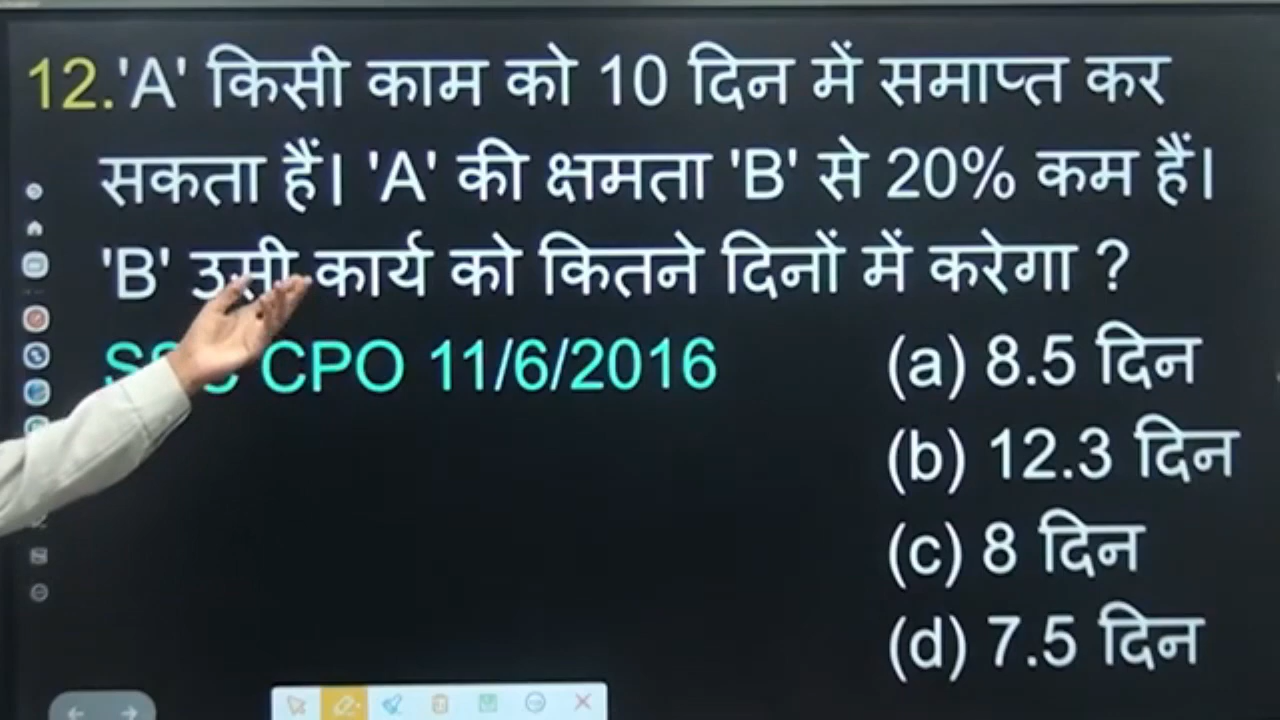 12.'A' किसी काम को 10 दिन में समाप्त कर
सकता हैं। 'A' की क्षमता 'B' से 20% कम हैं।
'B' उसी कार्य को कितने दिनों में करेगा ?
SSC CPO 11/6/2016
(a) 8.5 दिन
(b) 12.3 दिन
(c) 8 दिन
(d) 7.5 दिन